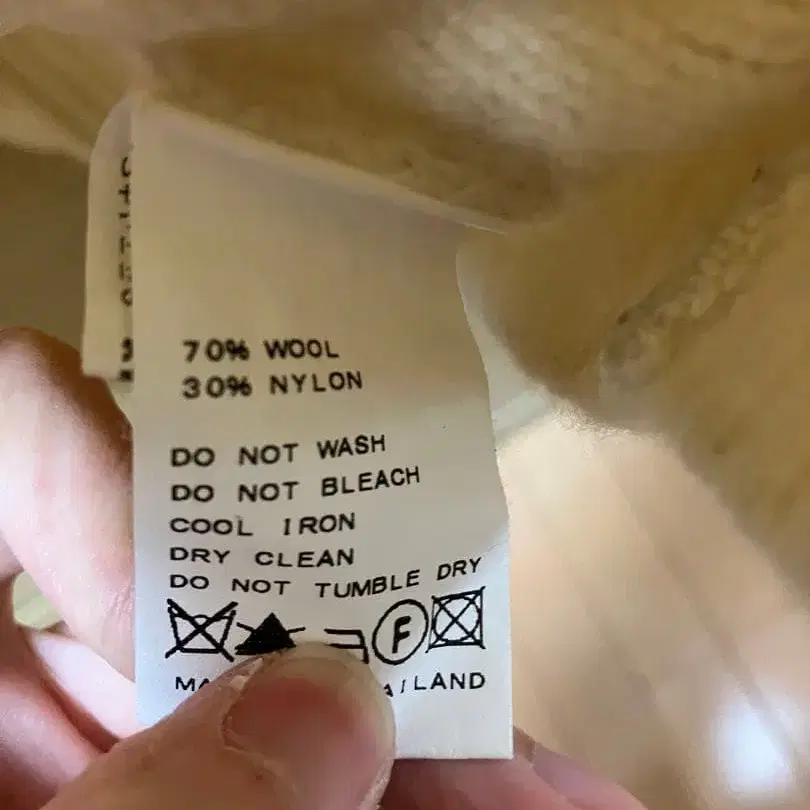 70% WOOL
30% NYLON
DO NOT WASH
DO NOT BLEACH
COOL IRON
DRY CLEAN
DO NOT TUMBLE DRY
F